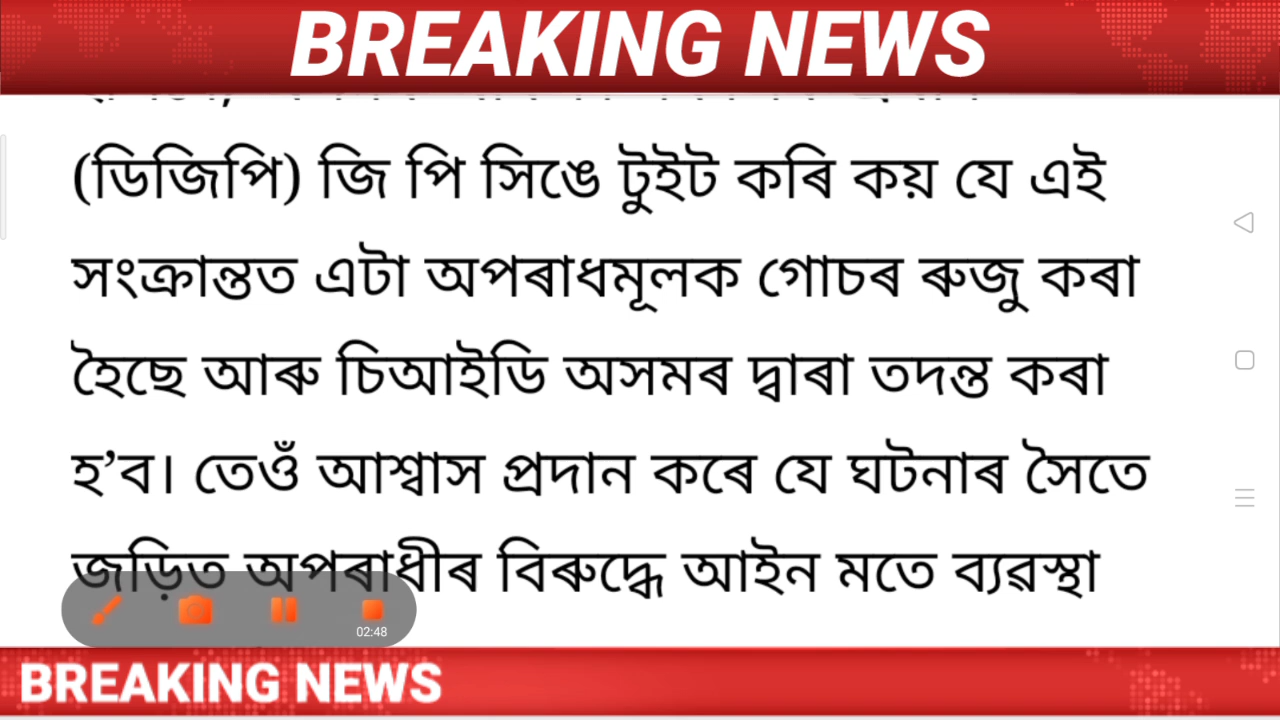 BREAKING NEWS
(ডিজিপি) জি পি সিঙে টুইট কৰি কয় যে এই
সংক্ৰান্তত এটা অপৰাধমূলক গোচৰ ৰুজু কৰা
হৈছে আৰু চিআইডি অসমৰ দ্বাৰা তদন্ত কৰা
হ’ব। তেওঁ আশ্বাস প্ৰদান কৰে যে ঘটনাৰ সৈতে
জড়িত অপৰাধীৰ বিৰুদ্ধে আইন মতে ব্যৱস্থা
02:48
BREAKING NEWS